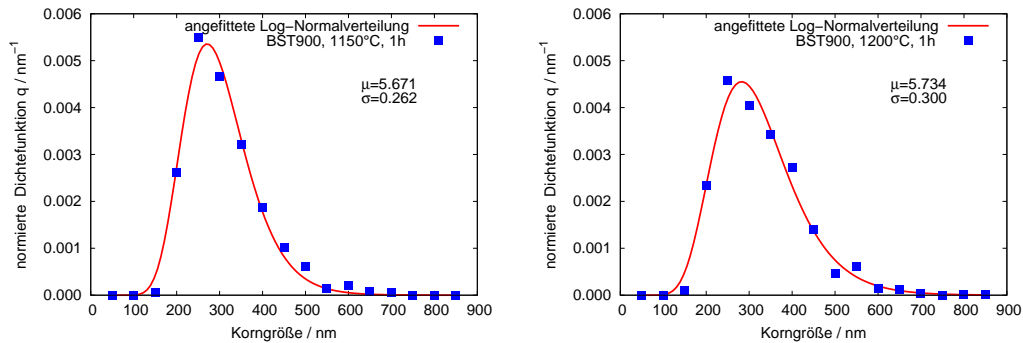 normierte Dichtefunktion q / nm⁻¹
0.006
0.005
0.004
0.003
0.002
0.001
0.000
angefittete Log−Normalverteilung
BST900, 1150°C, 1h
μ=5.671
σ=0.262
0 100 200 300 400 500 600 700 800 900
Korngröße / nm
normierte Dichtefunktion q / nm⁻¹
0.006
0.005
0.004
0.003
0.002
0.001
0.000
angefittete Log−Normalverteilung
BST900, 1200°C, 1h
μ=5.734
σ=0.300
0 100 200 300 400 500 600 700 800 900
Korngröße / nm